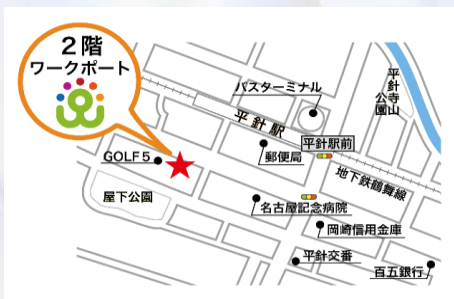 2階
ワークポート
バスターミナル
平針寺山
公園
平針駅
平針駅前
郵便局
地下鉄鶴舞線
GOLF5
屋下公園
名古屋記念病院
岡崎信用金庫
平針交番
百五銀行